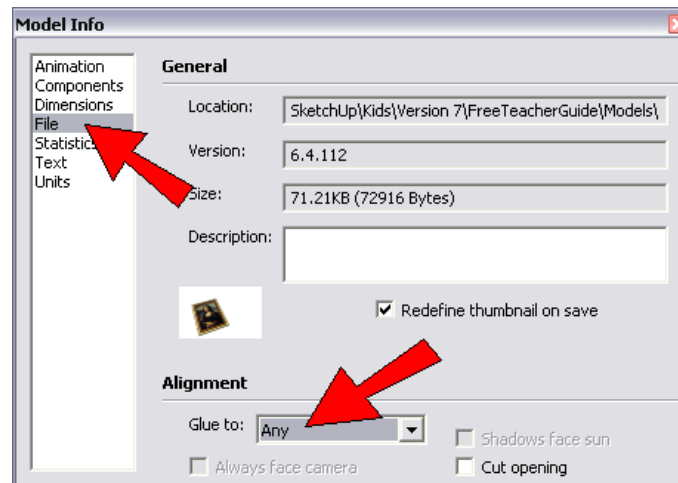 Model Info
Animation
Components
Dimensions
File
Statistics
Text
Units
General
Location: SketchUp\Kids\Version 7\FreeTeacherGuide\Models\
Version: 6.4.112
Size: 71.21KB (72916 Bytes)
Description:
Redefine thumbnail on save
Alignment
Glue to: Any
Shadows face sun
Always face camera
Cut opening